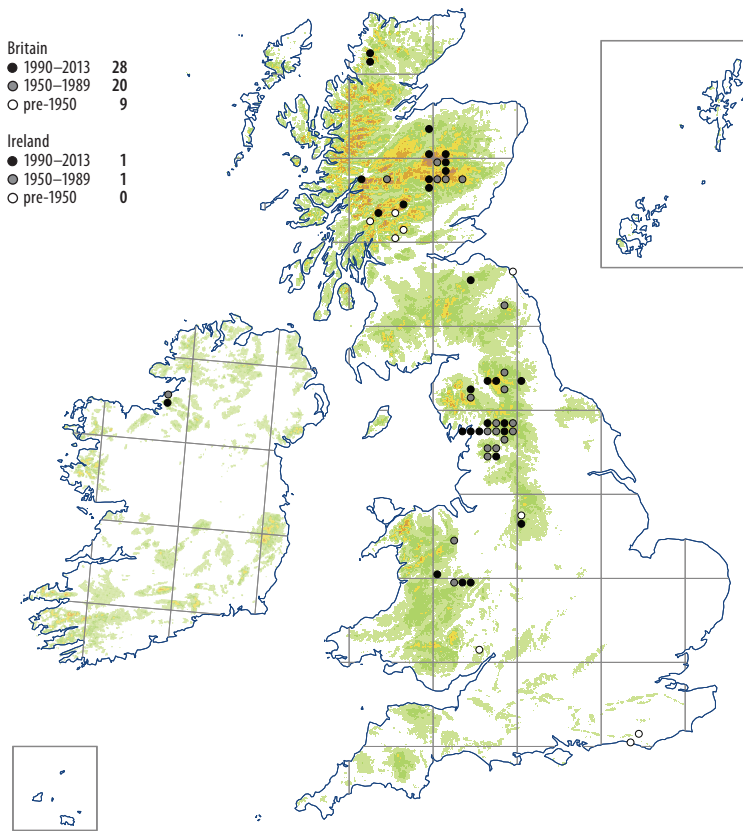 Britain
● 1990–2013 28
● 1950–1989 20
○ pre-1950 9
Ireland
● 1990–2013 1
● 1950–1989 1
○ pre-1950 0